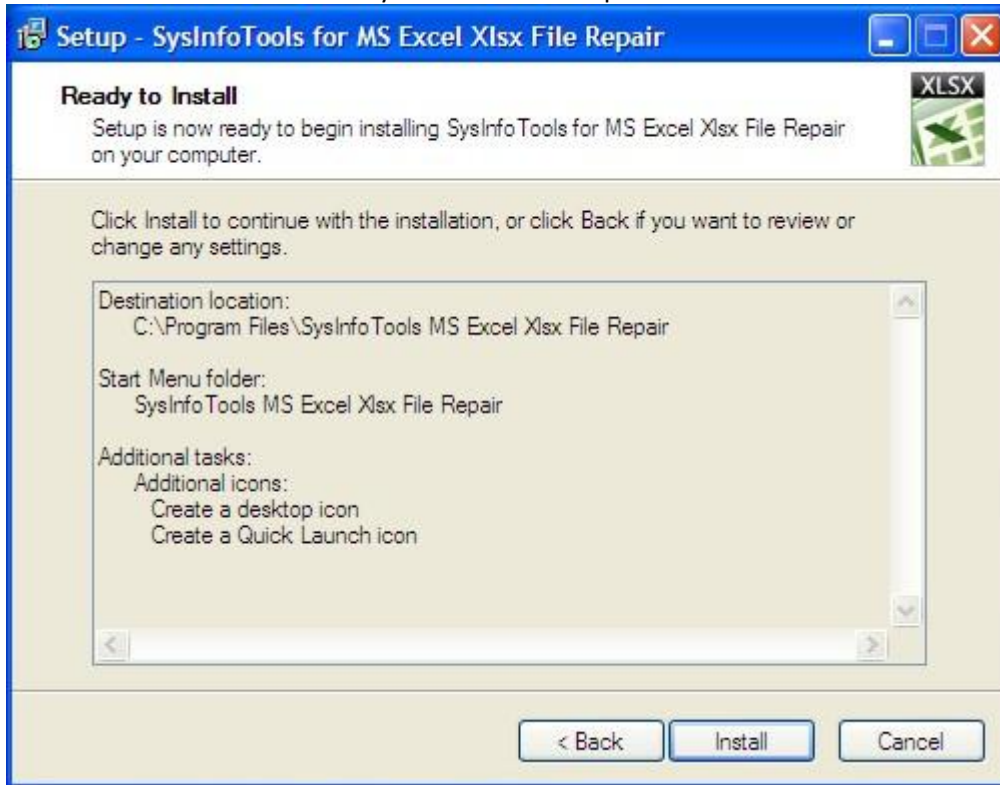 Setup - SysInfoTools for MS Excel Xlsx File Repair
XLSX
Ready to Install
Setup is now ready to begin installing SysInfoTools for MS Excel Xlsx File Repair
on your computer.
Click Install to continue with the installation, or click Back if you want to review or
change any settings.
Destination location:
C:\Program Files\SysInfoTools MS Excel Xlsx File Repair
Start Menu folder:
SysInfoTools MS Excel Xlsx File Repair
Additional tasks:
Additional icons:
Create a desktop icon
Create a Quick Launch icon
< Back
Install
Cancel